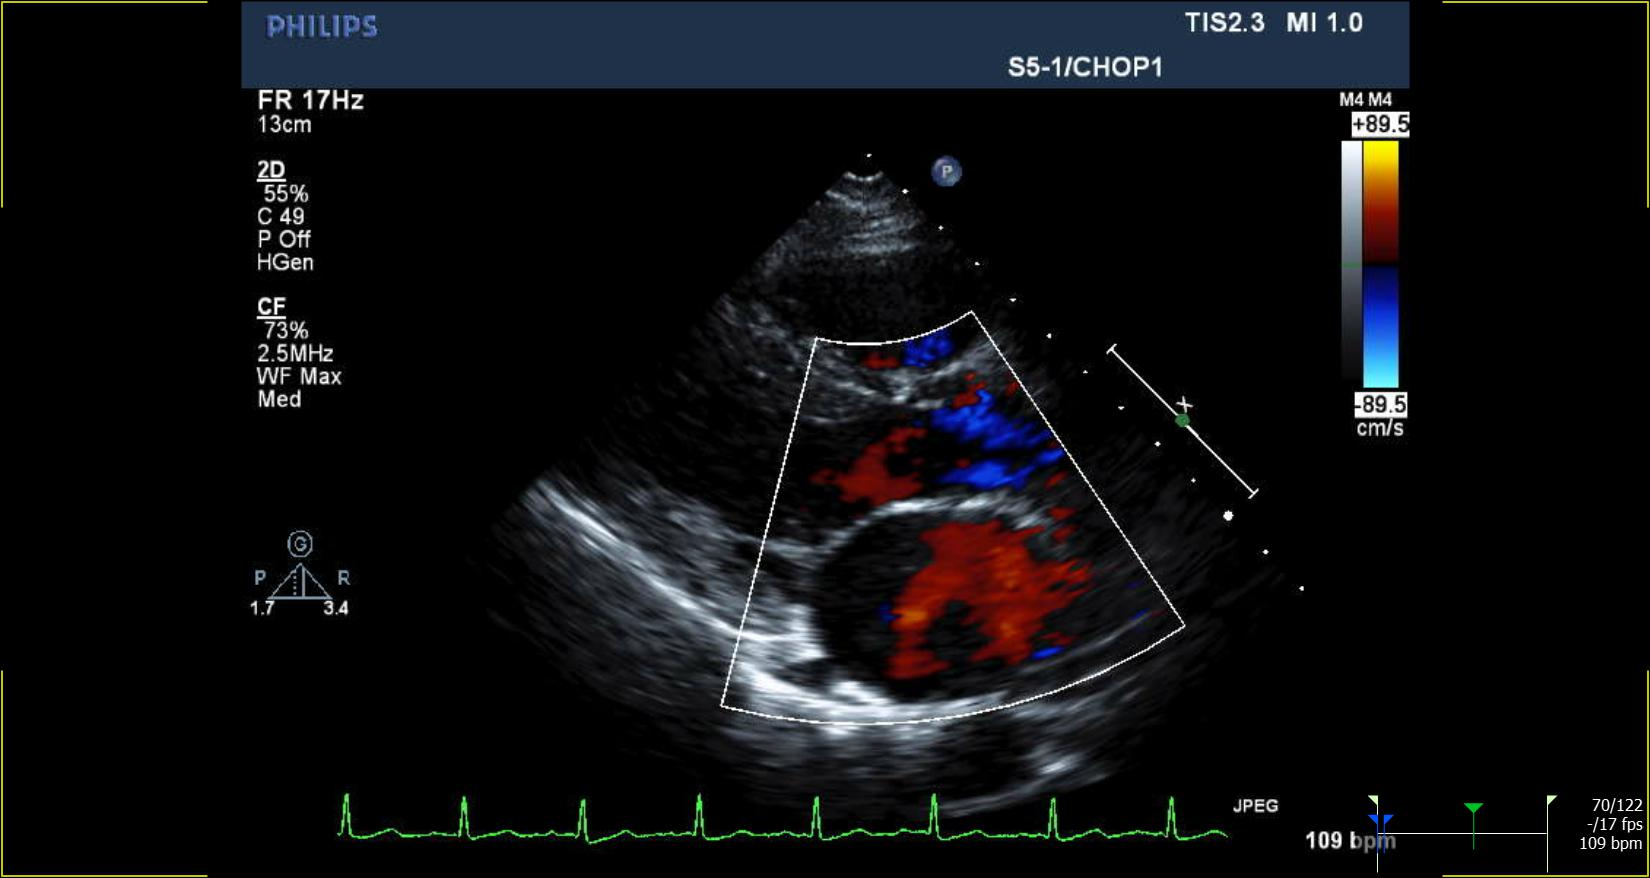 PHILIPS
TIS2.3 MI 1.0
S5-1/CHOP1
FR 17Hz
13cm
2D
55%
C 49
P Off
HGen
CF
73%
2.5MHz
WF Max
Med
M4 M4
+89.5
-89.5
cm/s
P
x
G
P R
1.7 3.4
JPEG
109 bpm
70/122
-/17 fps
109 bpm